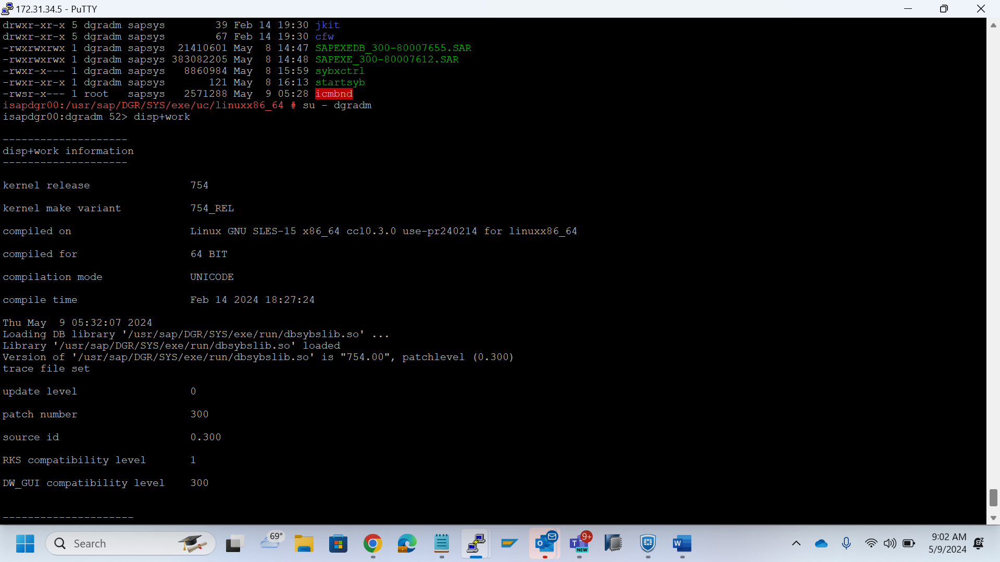 172.31.34.5 - PuTTY
drwxr-xr-x 5 dgradm sapsys        39 Feb 14 19:30 jkit
drwxr-xr-x 5 dgradm sapsys        67 Feb 14 19:30 cfw
-rwxrwxrwx 1 dgradm sapsys  21410601 May  8 14:47 SAPEXEDB_300-80007655.SAR
-rwxrwxrwx 1 dgradm sapsys 383082205 May  8 14:48 SAPEXE_300-80007612.SAR
-rwxr-x--- 1 dgradm sapsys   8860984 May  8 15:59 sybxctrl
-rwxr-xr-x 1 dgradm sapsys       121 May  8 16:13 startsyb
-rwsr-x--- 1 root   sapsys   2571288 May  9 05:28 icmbnd
isapdgr00:/usr/sap/DGR/SYS/exe/uc/linuxx86_64 # su - dgradm
isapdgr00:dgradm 52> disp+work
--------------------
disp+work information
--------------------
kernel release                754
kernel make variant           754_REL
compiled on                   Linux GNU SLES-15 x86_64 cc10.3.0 use-pr240214 for linuxx86_64
compiled for                  64 BIT
compilation mode              UNICODE
compile time                  Feb 14 2024 18:27:24
Thu May  9 05:32:07 2024
Loading DB library '/usr/sap/DGR/SYS/exe/run/dbsybslib.so' ...
Library '/usr/sap/DGR/SYS/exe/run/dbsybslib.so' loaded
Version of '/usr/sap/DGR/SYS/exe/run/dbsybslib.so' is "754.00", patchlevel (0.300)
trace file set
update level                  0
patch number                  300
source id                     0.300
RKS compatibility level       1
DW_GUI compatibility level    300
---------------------
Search
69°
9+
NEW
9:02 AM
5/9/2024